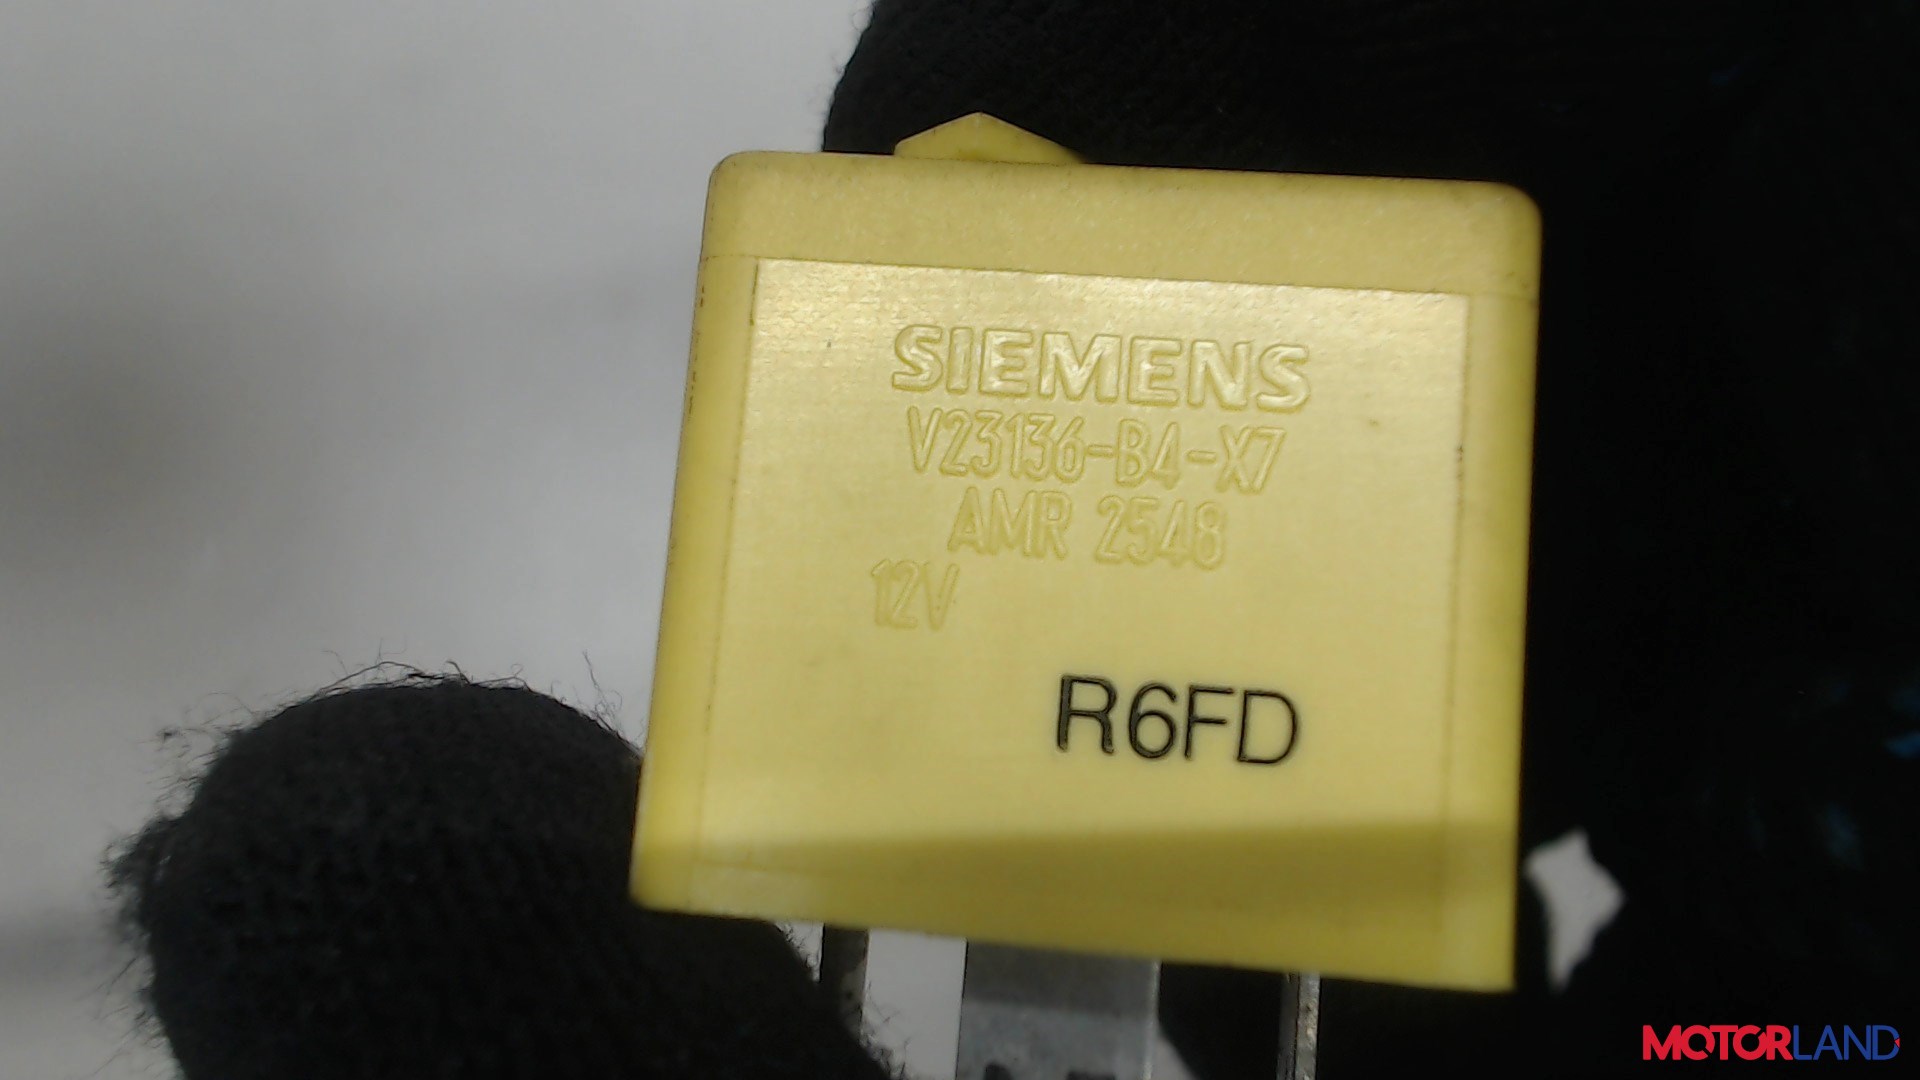 SIEMENS
V23136-B4-X7
AMR 2548
12V
R6FD
MOTORLAND